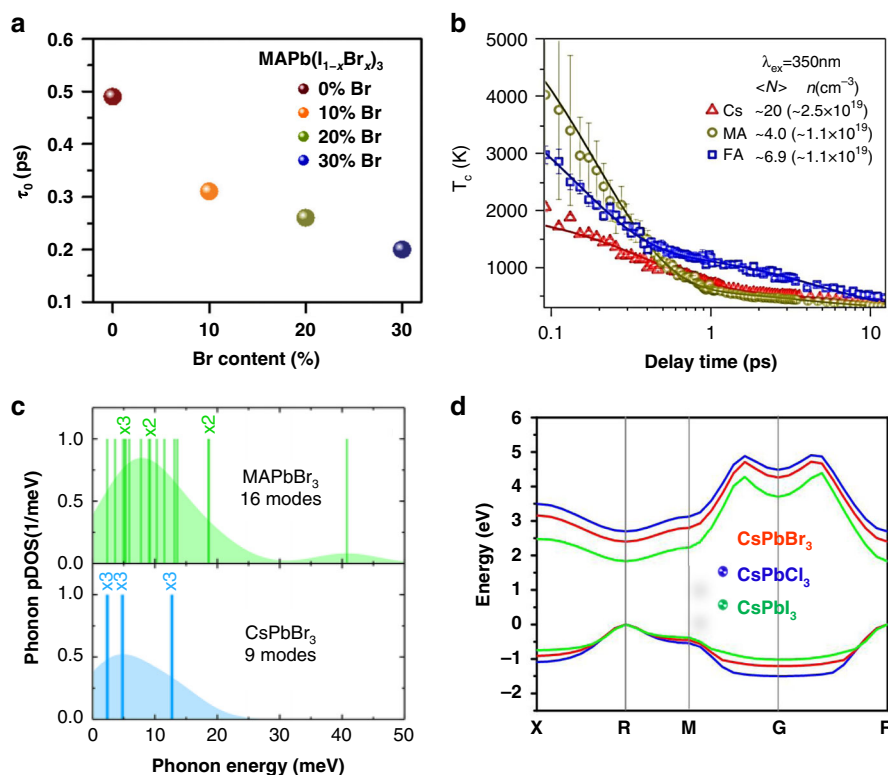 a
0.6
0.5
0.4
0.3
0.2
0.1
τ0 (ps)
MAPb(I1–xBrx)3
0% Br
10% Br
20% Br
30% Br
0
10
20
30
Br content (%)
b
5000
4000
3000
2000
1000
Tc (K)
λex=350nm
<N> n(cm-3)
Cs ~20 (~2.5×10^19)
MA ~4.0 (~1.1×10^19)
FA ~6.9 (~1.1×10^19)
0.1
1
10
Delay time (ps)
c
Phonon pDOS(1/meV)
1.0
0.5
0.0
x3
x2
x2
MAPbBr3
16 modes
1.0
0.5
0.0
x3
x3
x3
CsPbBr3
9 modes
0
10
20
30
40
50
Phonon energy (meV)
d
6
5
4
3
2
1
0
–1
–2
Energy (eV)
CsPbBr3
CsPbCl3
CsPbI3
X
R
M
G